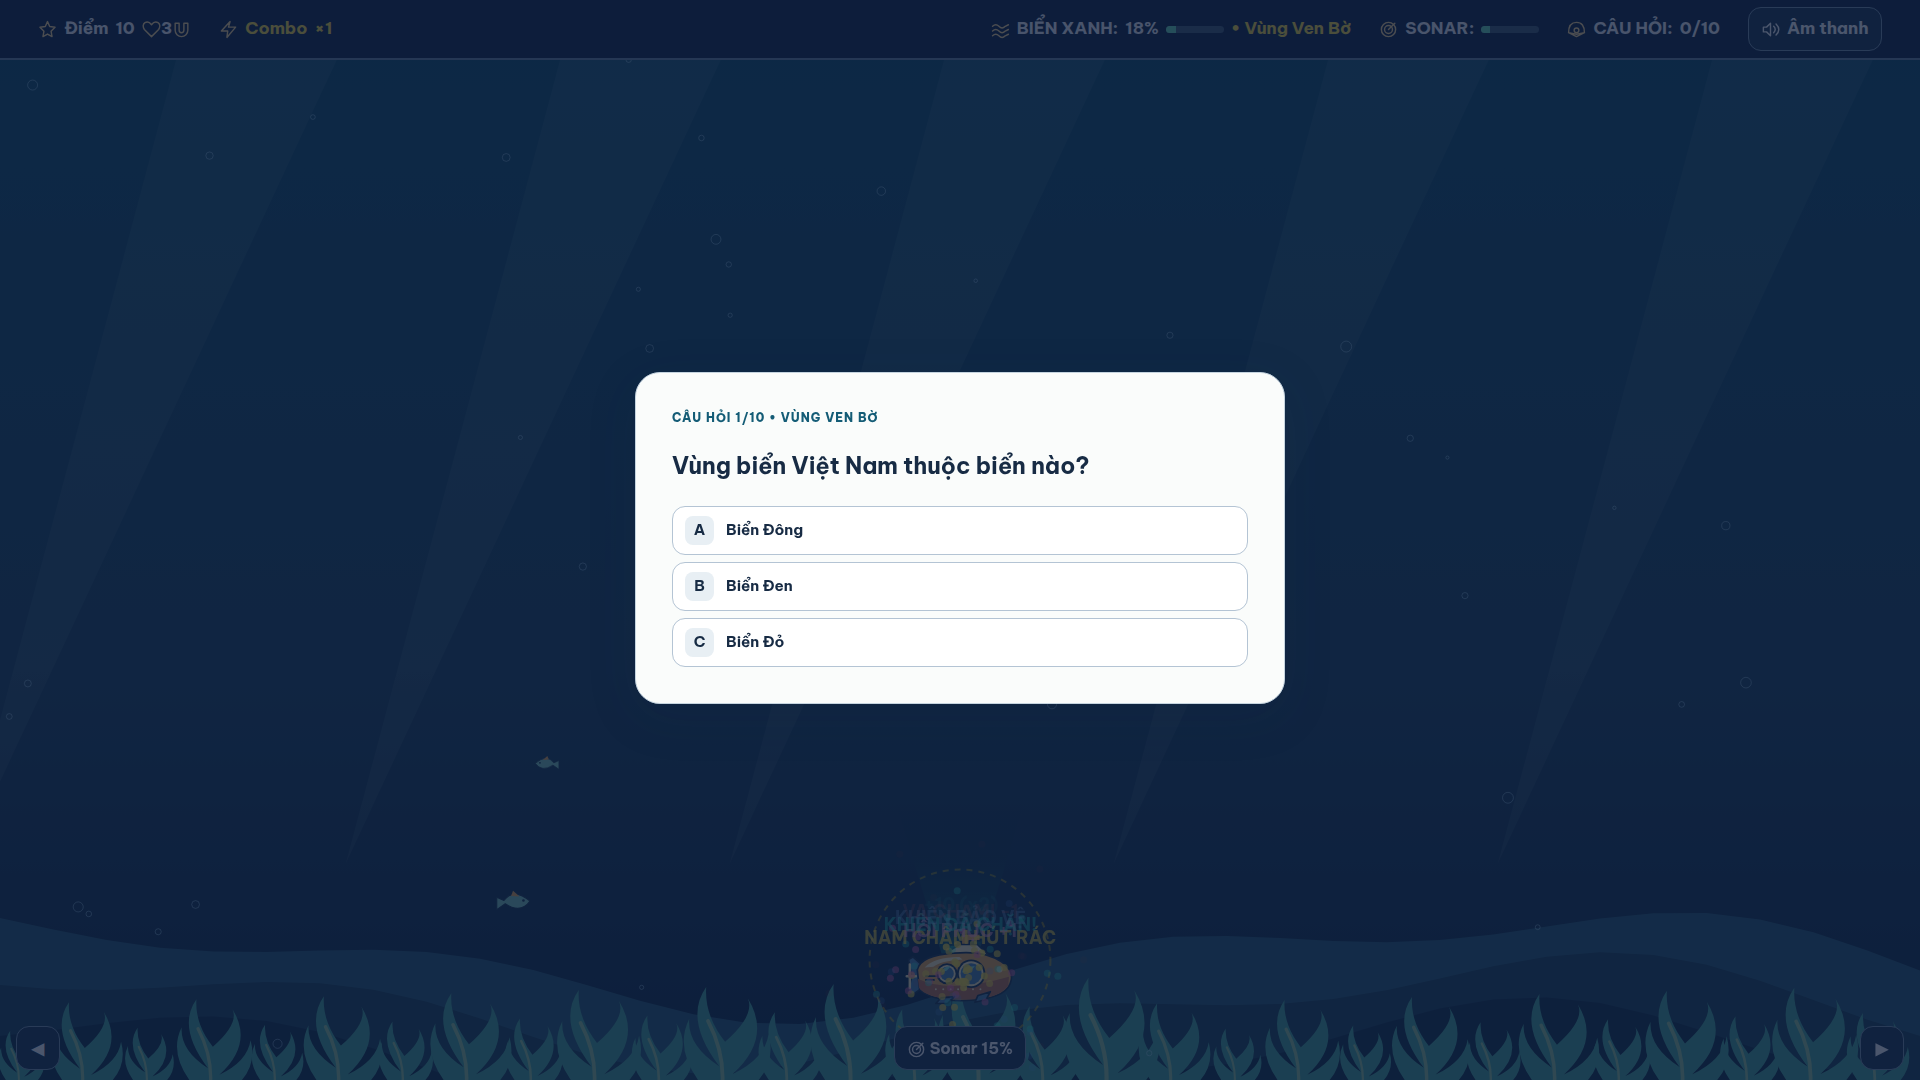 Điểm 10 3
Combo ×1
BIỂN XANH: 18% • Vùng Ven Bờ
SONAR:
CÂU HỎI: 0/10
Âm thanh
CÂU HỎI 1/10 • VÙNG VEN BỜ
Vùng biển Việt Nam thuộc biển nào?
A Biển Đông
B Biển Đen
C Biển Đỏ
NAM CHÂM HÚT RÁC
Sonar 15%